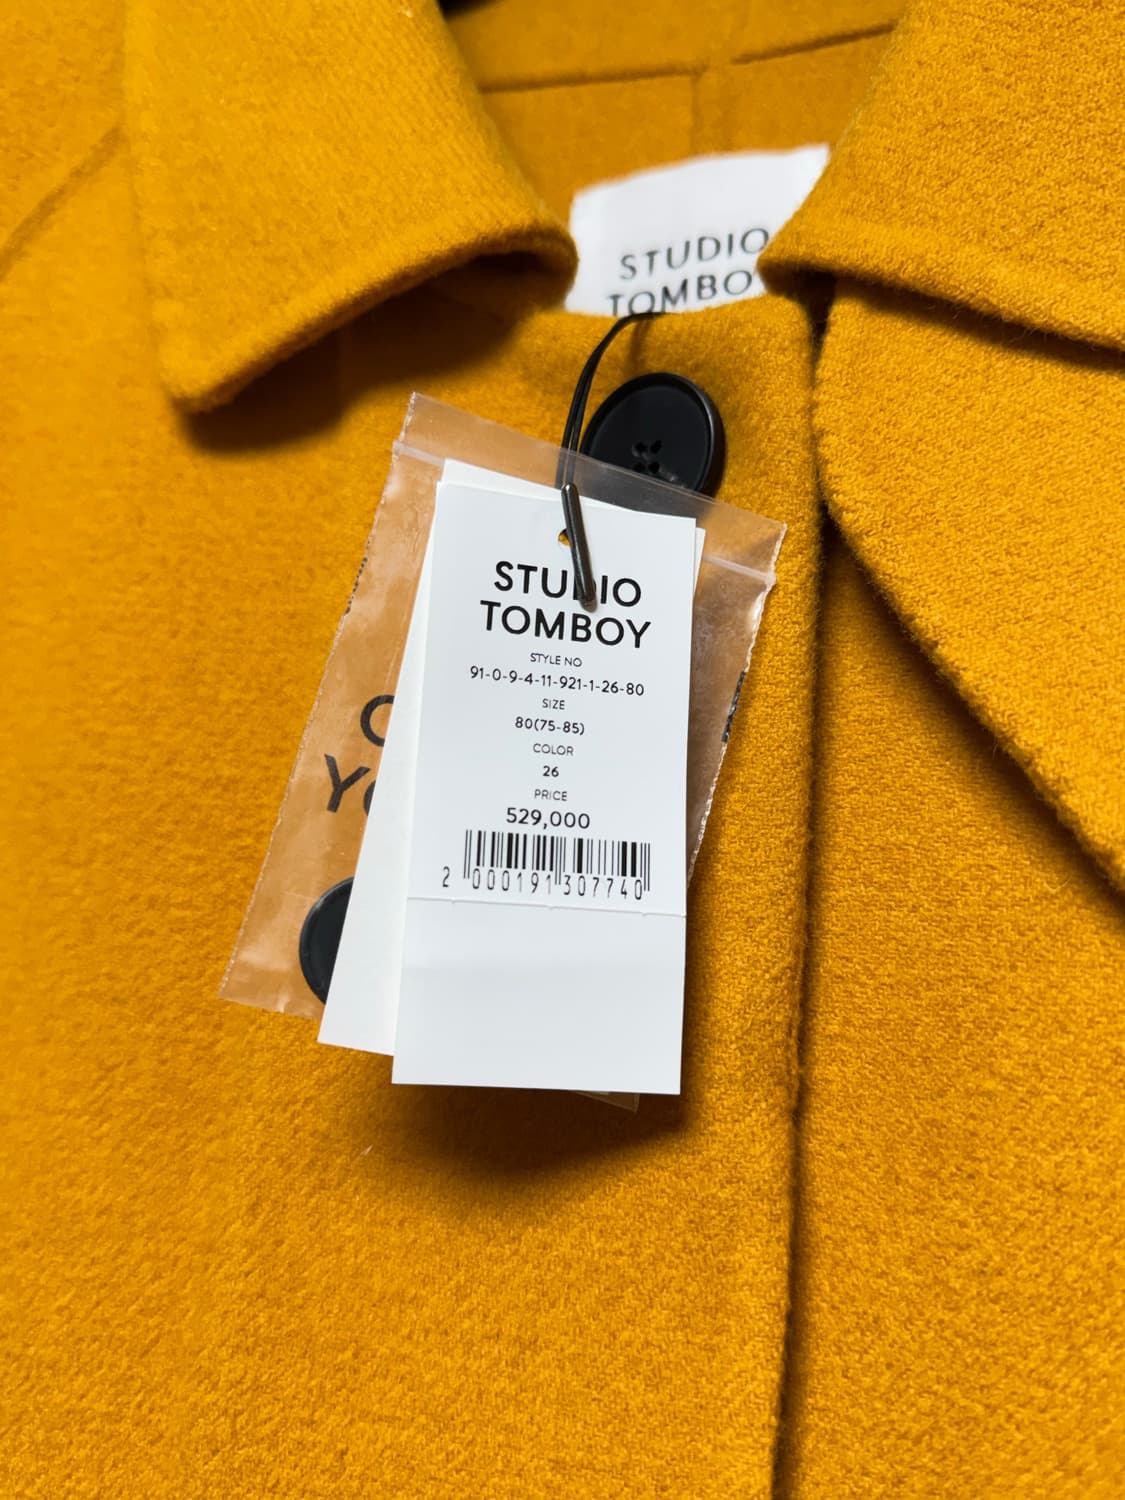 STUDIO
TOMBOY
STUDIO
TOMBOY
STYLE NO
91-0-9-4-11-921-1-26-80
SIZE
80(75-85)
COLOR
26
PRICE
529,000
2 000191 307740